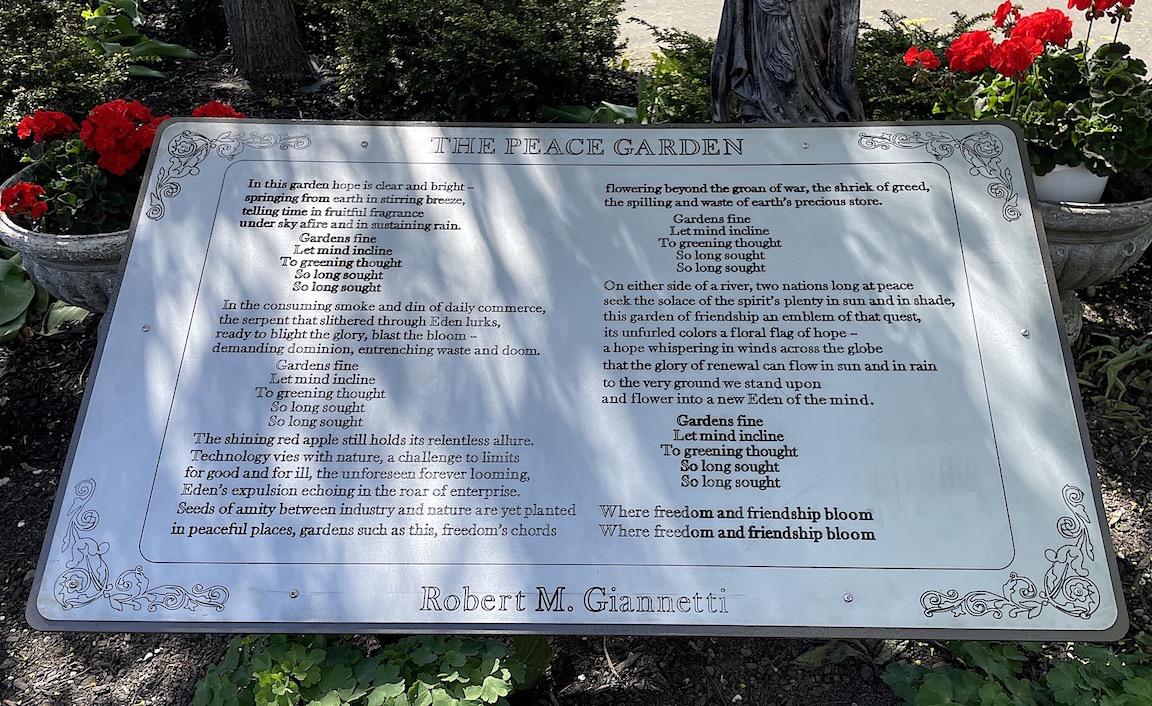 THE PEACE GARDEN
In this garden hope is clear and bright –
springing from earth in stirring breeze,
telling time in fruitful fragrance
under sky afire and in sustaining rain.
Gardens fine
Let mind incline
To greening thought
So long sought
So long sought
In the consuming smoke and din of daily commerce,
the serpent that slithered through Eden lurks,
ready to blight the glory, blast the bloom –
demanding dominion, entrenching waste and doom.
Gardens fine
Let mind incline
To greening thought
So long sought
So long sought
The shining red apple still holds its relentless allure.
Technology vies with nature, a challenge to limits
for good and for ill, the unforeseen forever looming,
Eden's expulsion echoing in the roar of enterprise.
Seeds of amity between industry and nature are yet planted
in peaceful places, gardens such as this, freedom's chords
flowering beyond the groan of war, the shriek of greed,
the spilling and waste of earth's precious store.
Gardens fine
Let mind incline
To greening thought
So long sought
So long sought
On either side of a river, two nations long at peace
seek the solace of the spirit's plenty in sun and in shade,
this garden of friendship an emblem of that quest,
its unfurled colors a floral flag of hope –
a hope whispering in winds across the globe
that the glory of renewal can flow in sun and in rain
to the very ground we stand upon
and flower into a new Eden of the mind.
Gardens fine
Let mind incline
To greening thought
So long sought
So long sought
Where freedom and friendship bloom
Where freedom and friendship bloom
Robert M. Giannetti